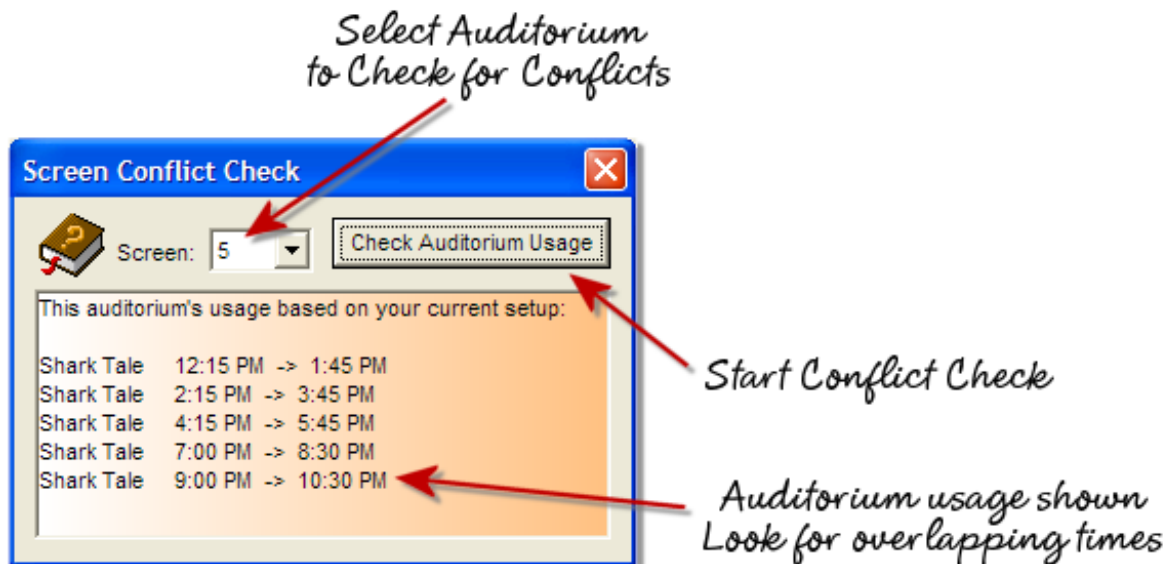 Select Auditorium
to Check for Conflicts
Screen Conflict Check
Screen: 5 Check Auditorium Usage
This auditorium's usage based on your current setup:
Shark Tale 12:15 PM -> 1:45 PM
Shark Tale 2:15 PM -> 3:45 PM
Shark Tale 4:15 PM -> 5:45 PM
Shark Tale 7:00 PM -> 8:30 PM
Shark Tale 9:00 PM -> 10:30 PM
Start Conflict Check
Auditorium usage shown
Look for overlapping times